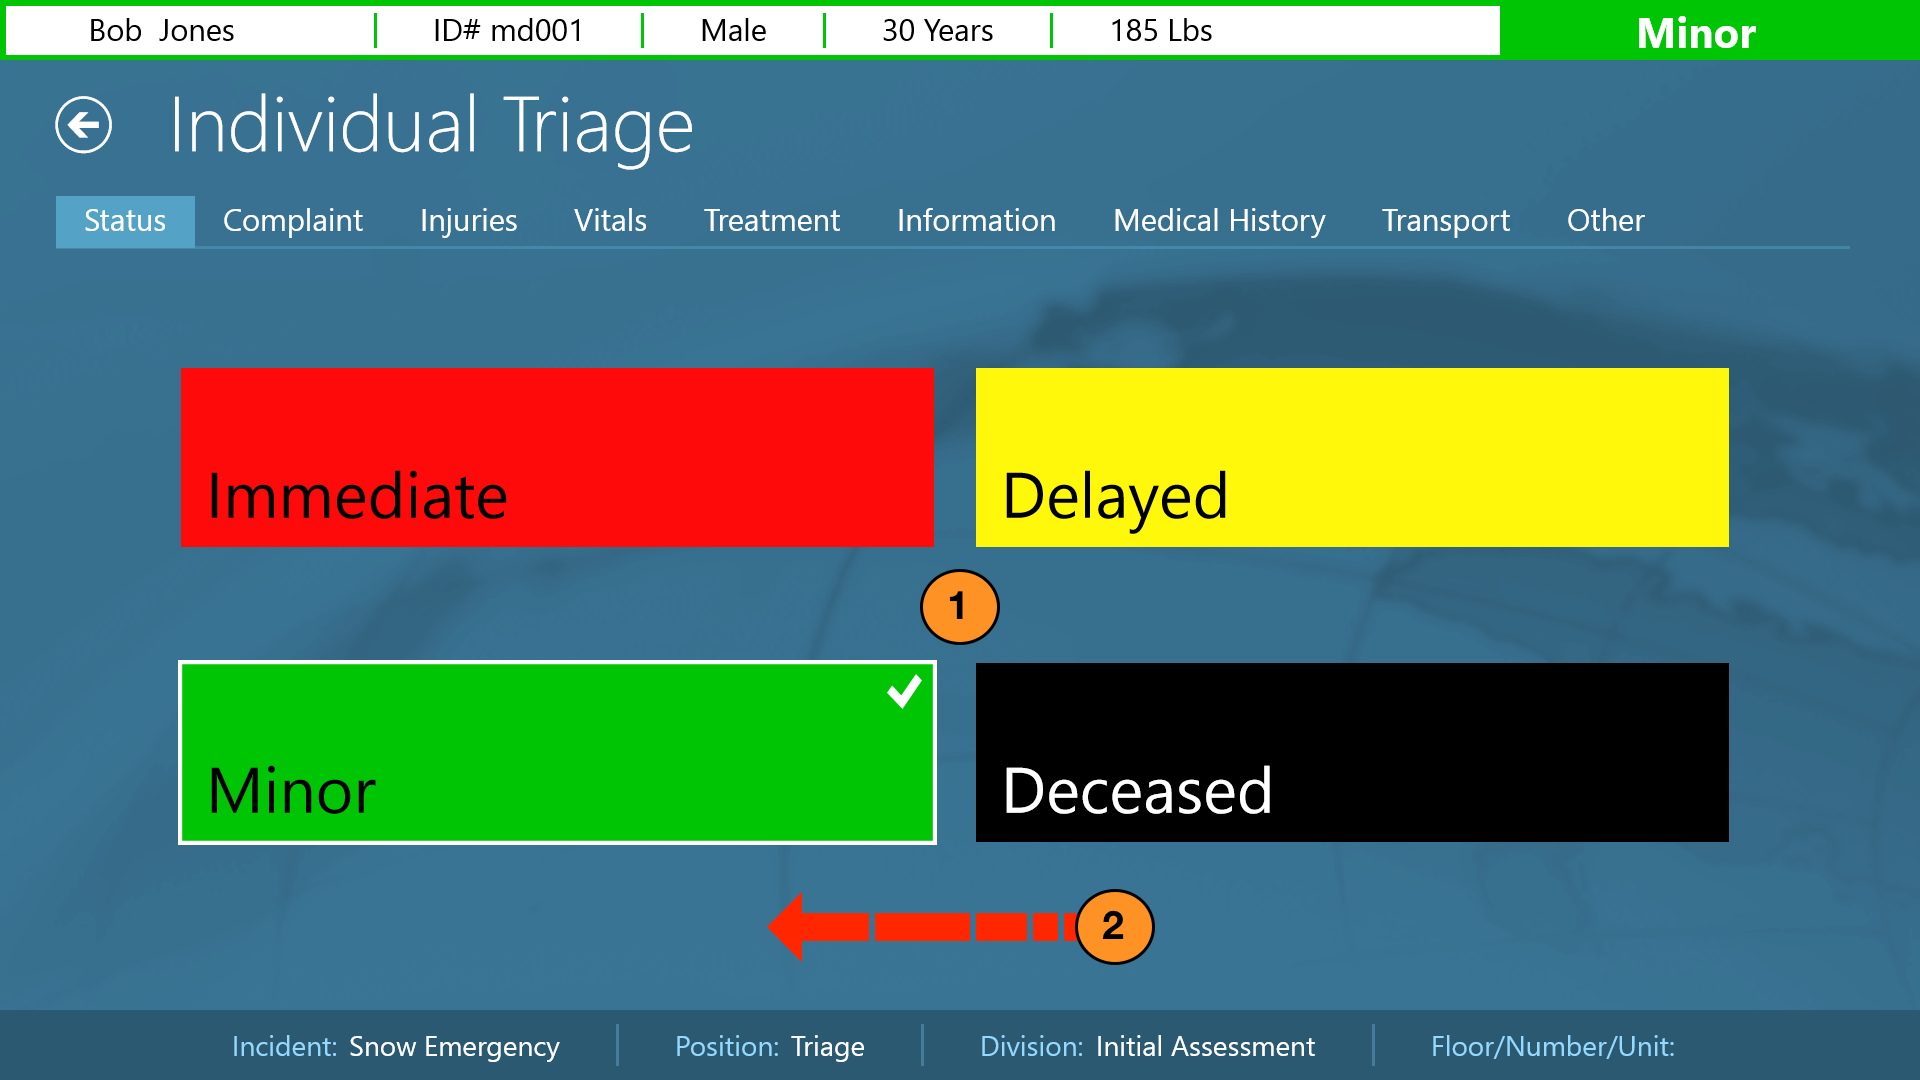 Bob Jones ID# md001 Male 30 Years 185 Lbs Minor
Individual Triage
Status Complaint Injuries Vitals Treatment Information Medical History Transport Other
Immediate Delayed
1
Minor Deceased
2
Incident: Snow Emergency Position: Triage Division: Initial Assessment Floor/Number/Unit: